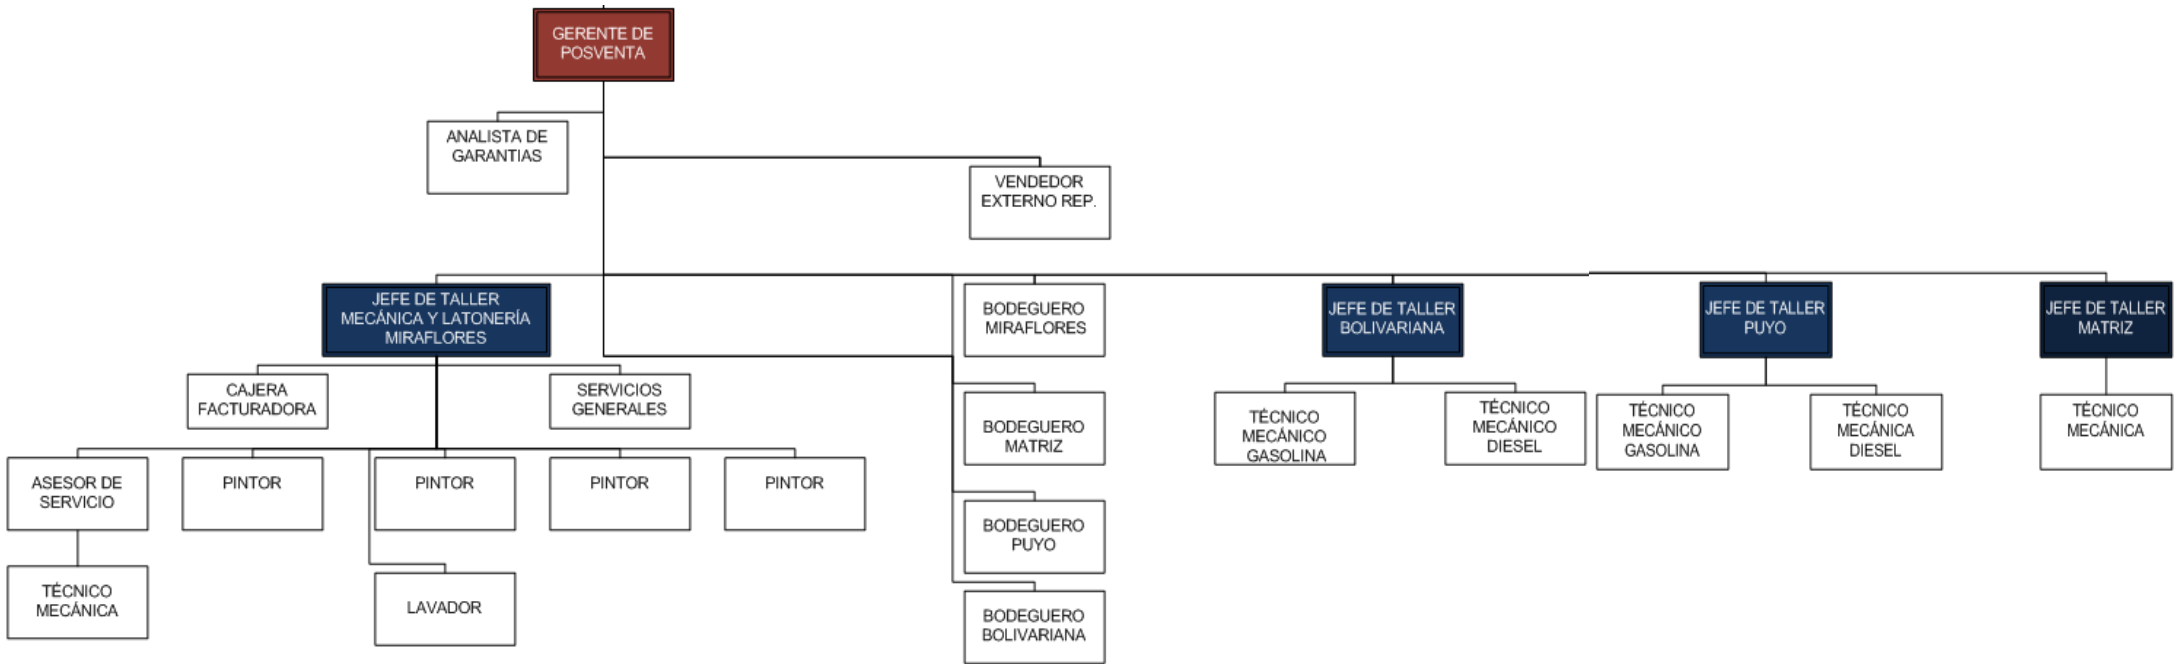 GERENTE DE
POSVENTA
ANALISTA DE
GARANTIAS
VENDEDOR
EXTERNO REP.
JEFE DE TALLER
MECÁNICA Y LATONERÍA
MIRAFLORES
BODEGUERO
MIRAFLORES
JEFE DE TALLER
BOLIVARIANA
JEFE DE TALLER
PUYO
JEFE DE TALLER
MATRIZ
CAJERA
FACTURADORA
SERVICIOS
GENERALES
BODEGUERO
MATRIZ
TÉCNICO
MECÁNICO
GASOLINA
TÉCNICO
MECÁNICO
DIESEL
TÉCNICO
MECÁNICO
GASOLINA
TÉCNICO
MECÁNICA
DIESEL
TÉCNICO
MECÁNICA
ASESOR DE
SERVICIO
PINTOR
PINTOR
PINTOR
PINTOR
BODEGUERO
PUYO
TÉCNICO
MECÁNICA
LAVADOR
BODEGUERO
BOLIVARIANA